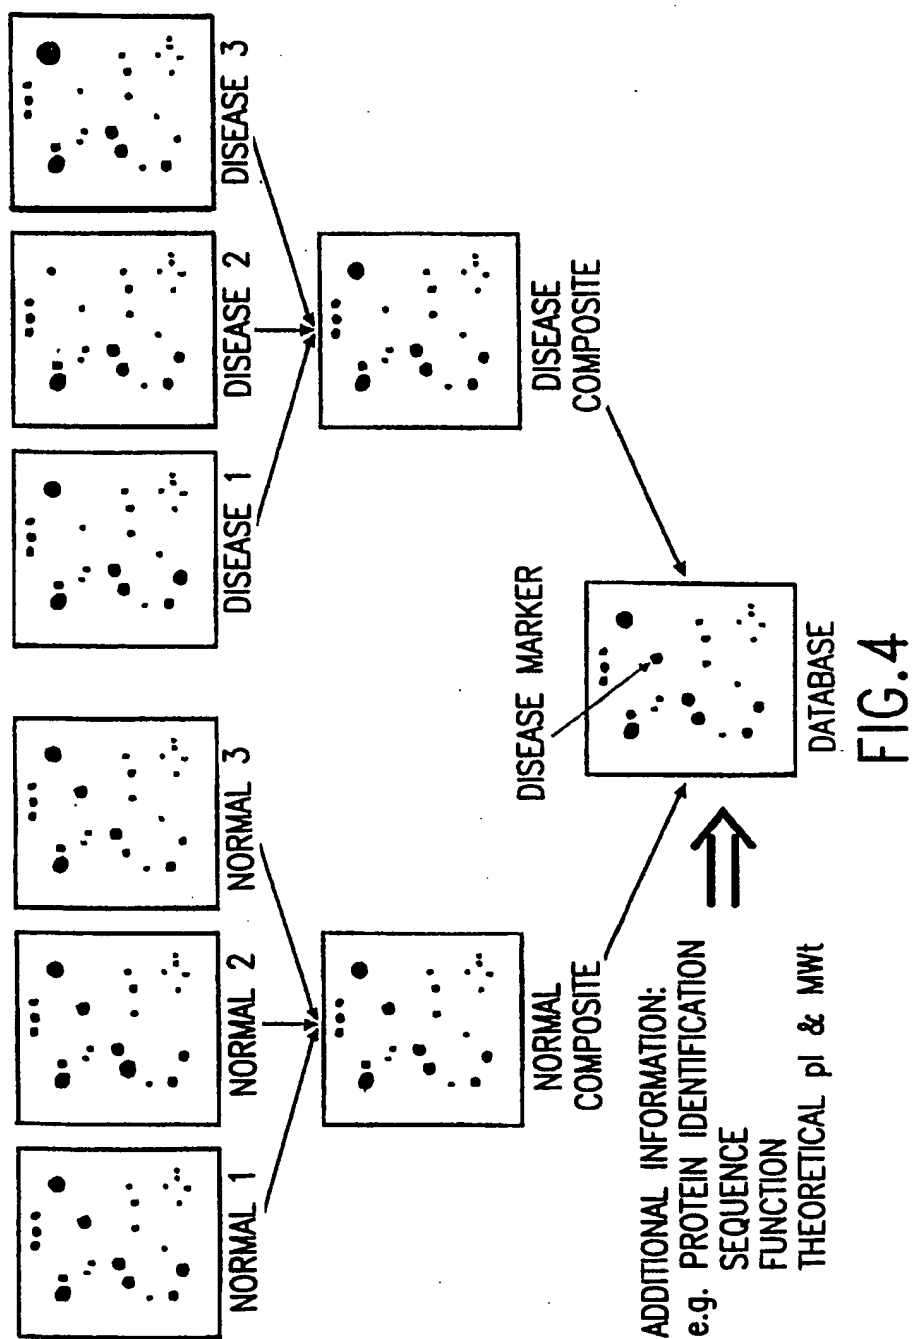 NORMAL 1
NORMAL 2
NORMAL 3
DISEASE 1
DISEASE 2
DISEASE 3
NORMAL
COMPOSITE
DISEASE
COMPOSITE
DISEASE MARKER
ADDITIONAL INFORMATION:
e.g. PROTEIN IDENTIFICATION
SEQUENCE
FUNCTION
THEORETICAL pI & MWt
DATABASE
FIG.4